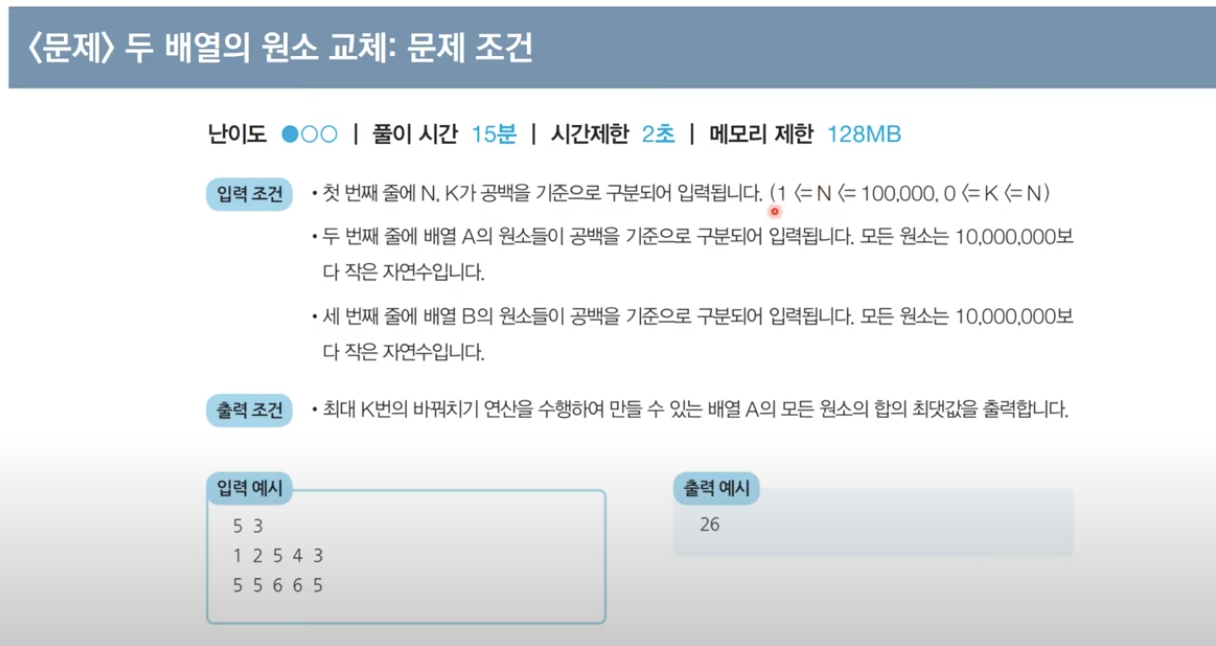 〈문제〉 두 배열의 원소 교체: 문제 조건
난이도 ●○○ | 풀이 시간 15분 | 시간제한 2초 | 메모리 제한 128MB
입력 조건 • 첫 번째 줄에 N, K가 공백을 기준으로 구분되어 입력됩니다. (1 <= N <= 100,000, 0 <= K <= N)
• 두 번째 줄에 배열 A의 원소들이 공백을 기준으로 구분되어 입력됩니다. 모든 원소는 10,000,000보
다 작은 자연수입니다.
• 세 번째 줄에 배열 B의 원소들이 공백을 기준으로 구분되어 입력됩니다. 모든 원소는 10,000,000보
다 작은 자연수입니다.
출력 조건 • 최대 K번의 바꿔치기 연산을 수행하여 만들 수 있는 배열 A의 모든 원소의 합의 최댓값을 출력합니다.
입력 예시
5 3
1 2 5 4 3
5 5 6 6 5
출력 예시
26